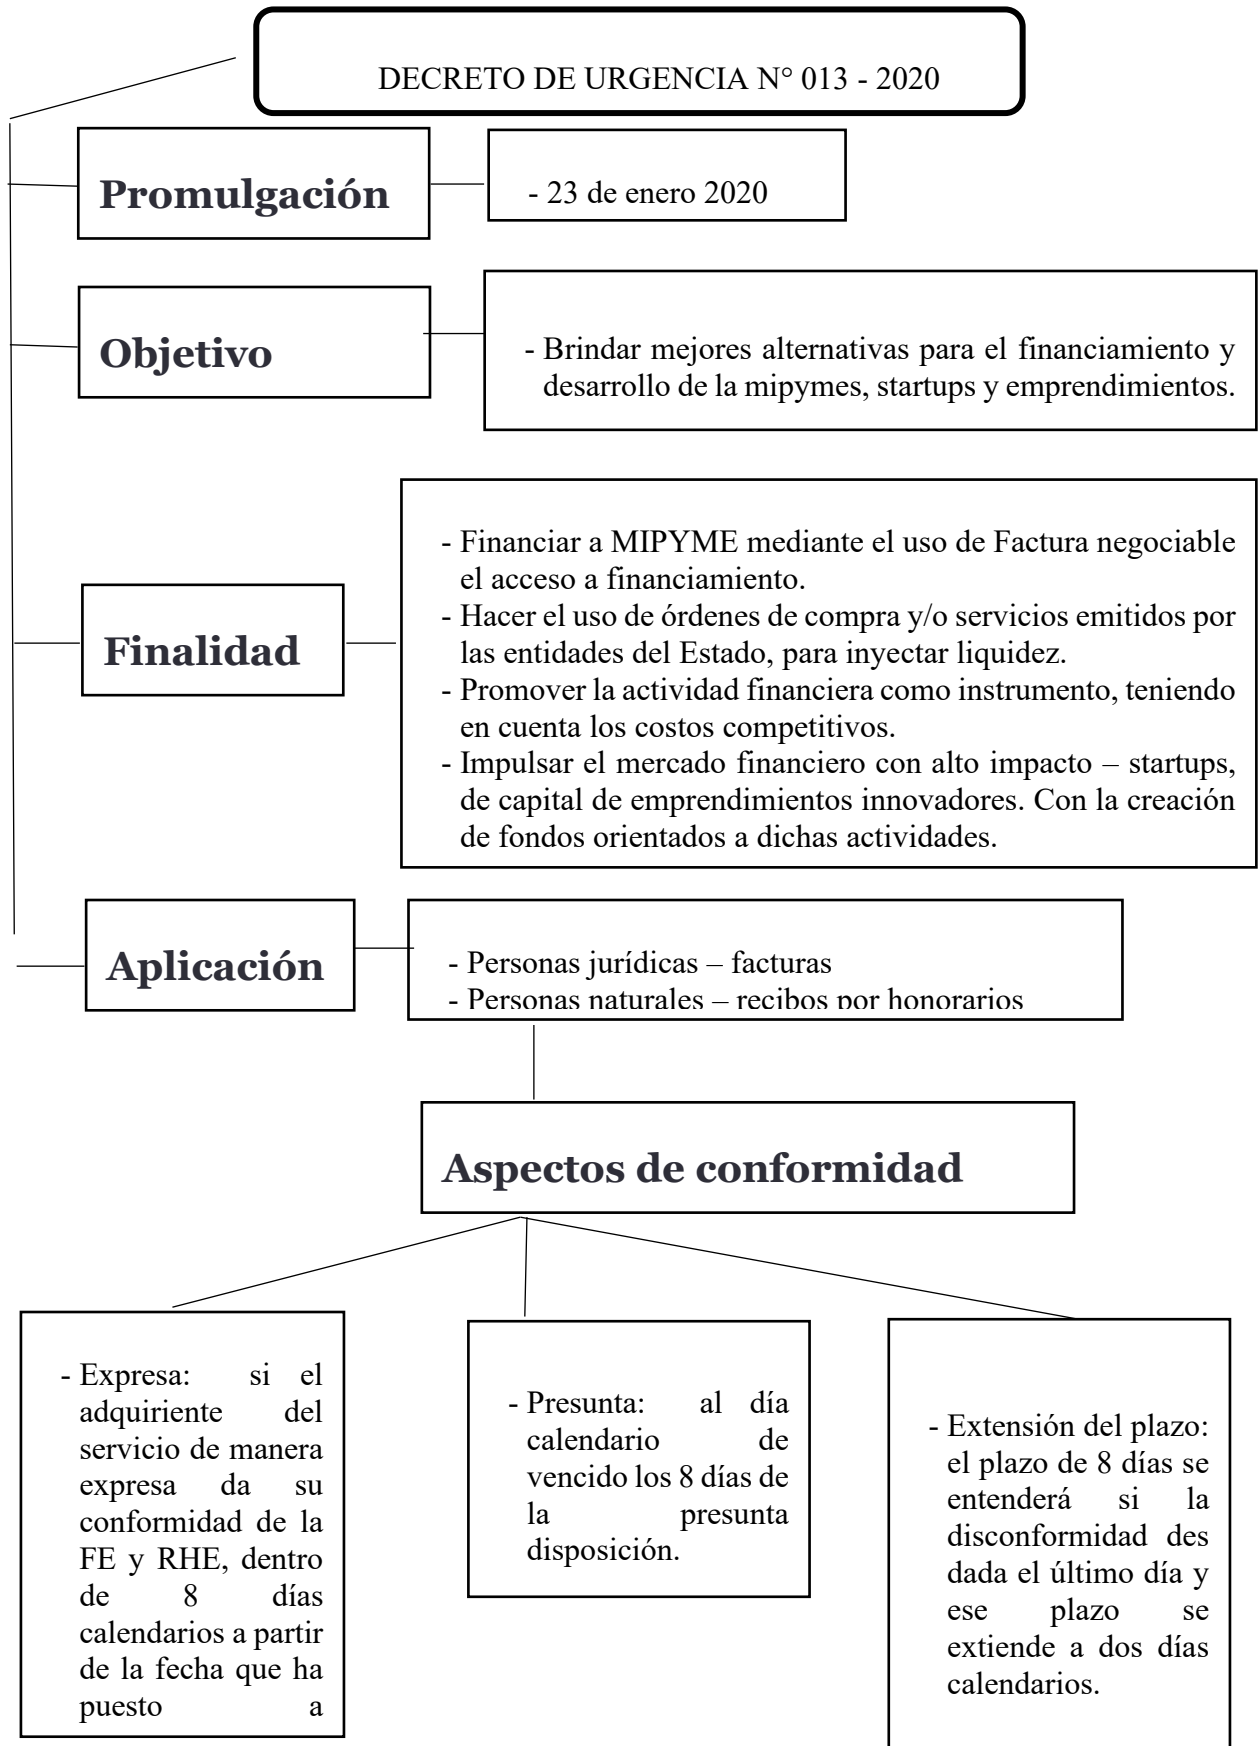 DECRETO DE URGENCIA N° 013 - 2020
Promulgación
- 23 de enero 2020
Objetivo
- Brindar mejores alternativas para el financiamiento y
desarrollo de la mipymes, startups y emprendimientos.
Finalidad
- Financiar a MIPYME mediante el uso de Factura negociable
el acceso a financiamiento.
- Hacer el uso de órdenes de compra y/o servicios emitidos por
las entidades del Estado, para inyectar liquidez.
- Promover la actividad financiera como instrumento, teniendo
en cuenta los costos competitivos.
- Impulsar el mercado financiero con alto impacto – startups,
de capital de emprendimientos innovadores. Con la creación
de fondos orientados a dichas actividades.
Aplicación
- Personas jurídicas – facturas
- Personas naturales – recibos por honorarios
Aspectos de conformidad
- Expresa: si el
adquiriente del
servicio de manera
expresa da su
conformidad de la
FE y RHE, dentro
de 8 días
calendarios a partir
de la fecha que ha
puesto a
- Presunta: al día
calendario de
vencido los 8 días de
la presunta
disposición.
- Extensión del plazo:
el plazo de 8 días se
entenderá si la
disconformidad des
dada el último día y
ese plazo se
extiende a dos días
calendarios.